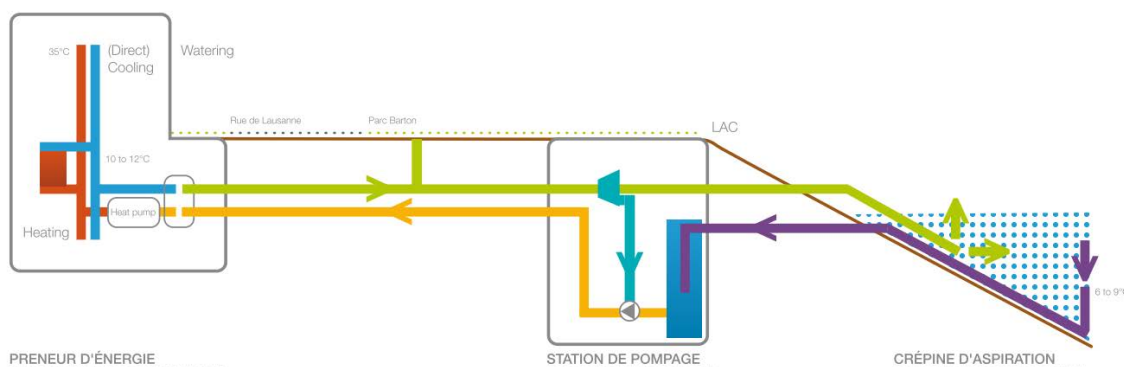 35°C
(Direct)
Cooling
Watering
Rue de Lausanne
Parc Barton
LAC
10 to 12°C
Heat pump
Heating
6 to 9°C
PRENEUR D'ÉNERGIE
STATION DE POMPAGE
CRÉPINE D'ASPIRATION